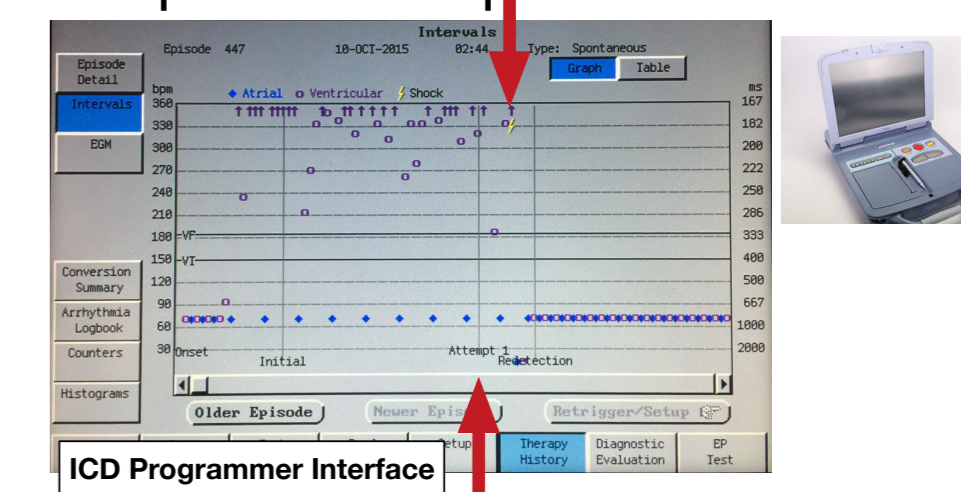 Intervals
Episode 447 10-OCT-2015 02:44 Type: Spontaneous
Episode Detail
Graph Table
bpm Atrial Ventricular Shock ms
Intervals
EGM
360 167
330 182
300 200
270 222
240 250
210 286
180 VF 333
150 VT 400
120 500
90 667
60 1000
30 2000
Conversion Summary
Arrhythmia Logbook
Counters
Histograms
Onset
Initial
Attempt 1
Redetection
Older Episode Newer Episode Retrigger/Setup
Setup Therapy History Diagnostic Evaluation EP Test
ICD Programmer Interface